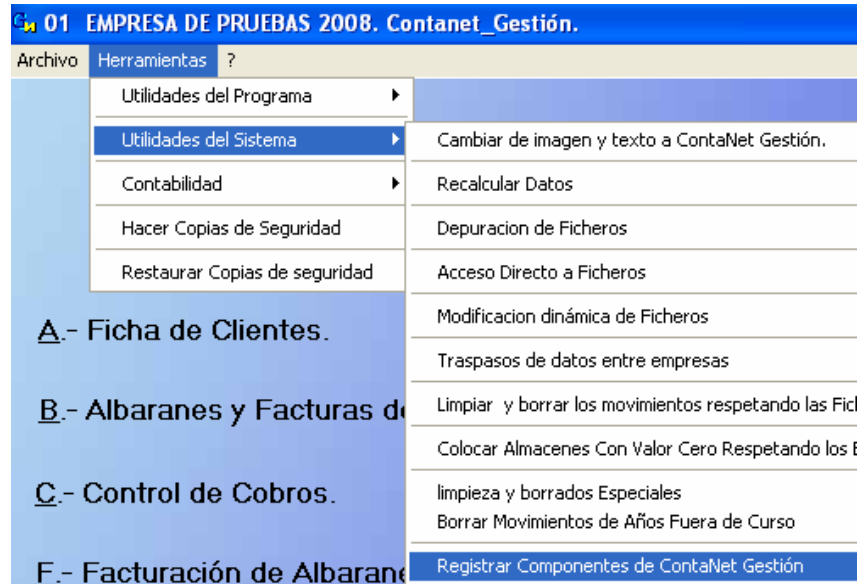 01 EMPRESA DE PRUEBAS 2008. Contanet_Gestión.
Archivo Herramientas ?
Utilidades del Programa
Utilidades del Sistema
Contabilidad
Hacer Copias de Seguridad
Restaurar Copias de seguridad
Cambiar de imagen y texto a ContaNet Gestión.
Recalcular Datos
Depuracion de Ficheros
Acceso Directo a Ficheros
Modificacion dinámica de Ficheros
Traspasos de datos entre empresas
Limpiar y borrar los movimientos respetando las
Colocar Almacenes Con Valor Cero Respetando los
limpieza y borrados Especiales
Borrar Movimientos de Años Fuera de Curso
Registrar Componentes de ContaNet Gestión
A.- Ficha de Clientes.
B.- Albaranes y Facturas
C.- Control de Cobros.
F.- Facturación de